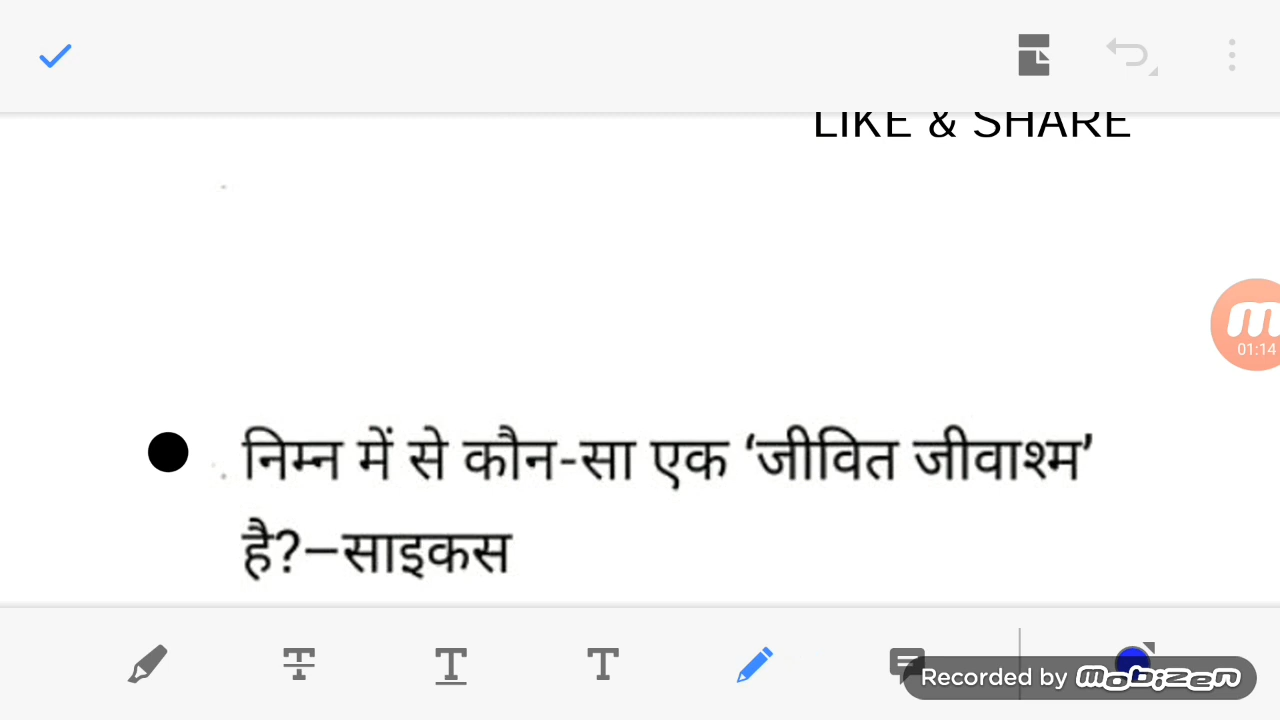 LIKE & SHARE
01:14
निम्न में से कौन-सा एक ‘जीवित जीवाश्म’
है?–साइकस
Recorded by mobizen